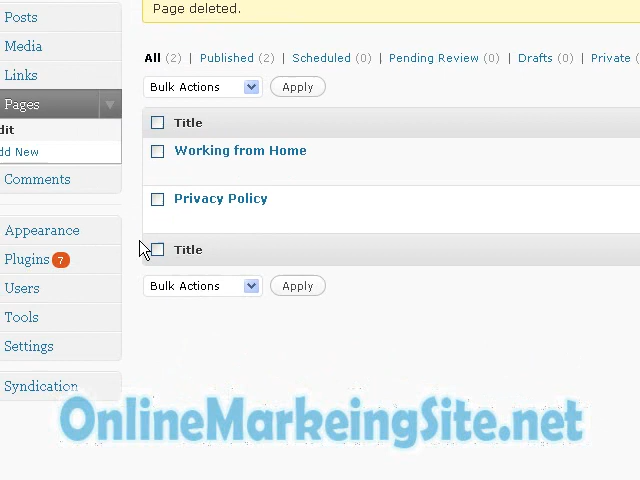 Page deleted.
Posts
Media
Links
Pages
dit
dd New
Comments
Appearance
Plugins 7
Users
Tools
Settings
Syndication
All (2) | Published (2) | Scheduled (0) | Pending Review (0) | Drafts (0) | Private (
Bulk Actions Apply
Title
Working from Home
Privacy Policy
Title
Bulk Actions Apply
OnlineMarkeingSite.net